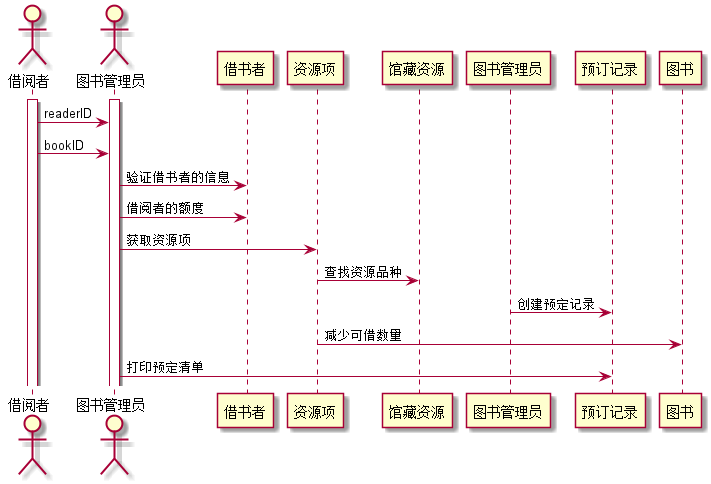 借阅者
图书管理员
借书者
资源项
馆藏资源
图书管理员
预订记录
图书
readerID
bookID
验证借书者的信息
借阅者的额度
获取资源项
查找资源品种
创建预定记录
减少可借数量
打印预定清单
借阅者
图书管理员
借书者
资源项
馆藏资源
图书管理员
预订记录
图书